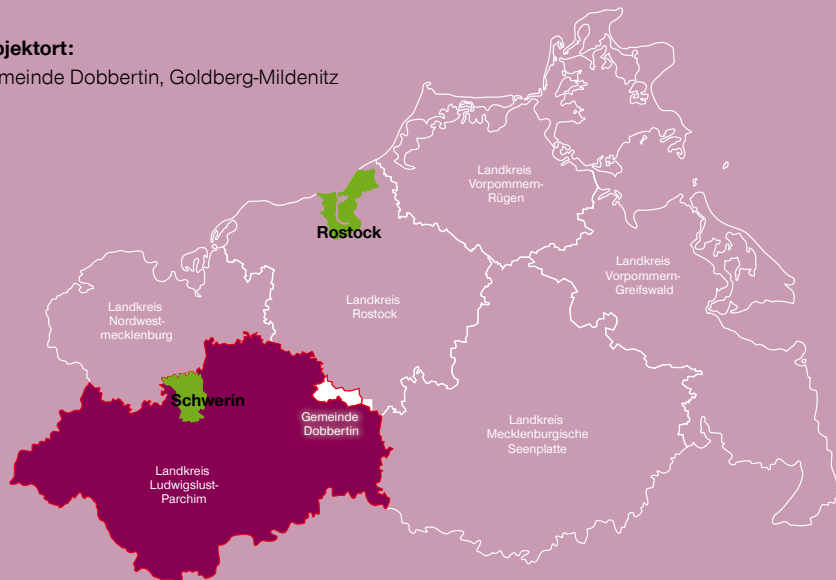 ojektort:
meinde Dobbertin, Goldberg-Mildenitz
Landkreis
Vorpommern-
Rügen
Rostock
Landkreis
Vorpommern-
Greifswald
Landkreis
Nordwest-
mecklenburg
Landkreis
Rostock
Schwerin
Gemeinde
Dobbertin
Landkreis
Mecklenburgische
Seenplatte
Landkreis
Ludwigslust-
Parchim